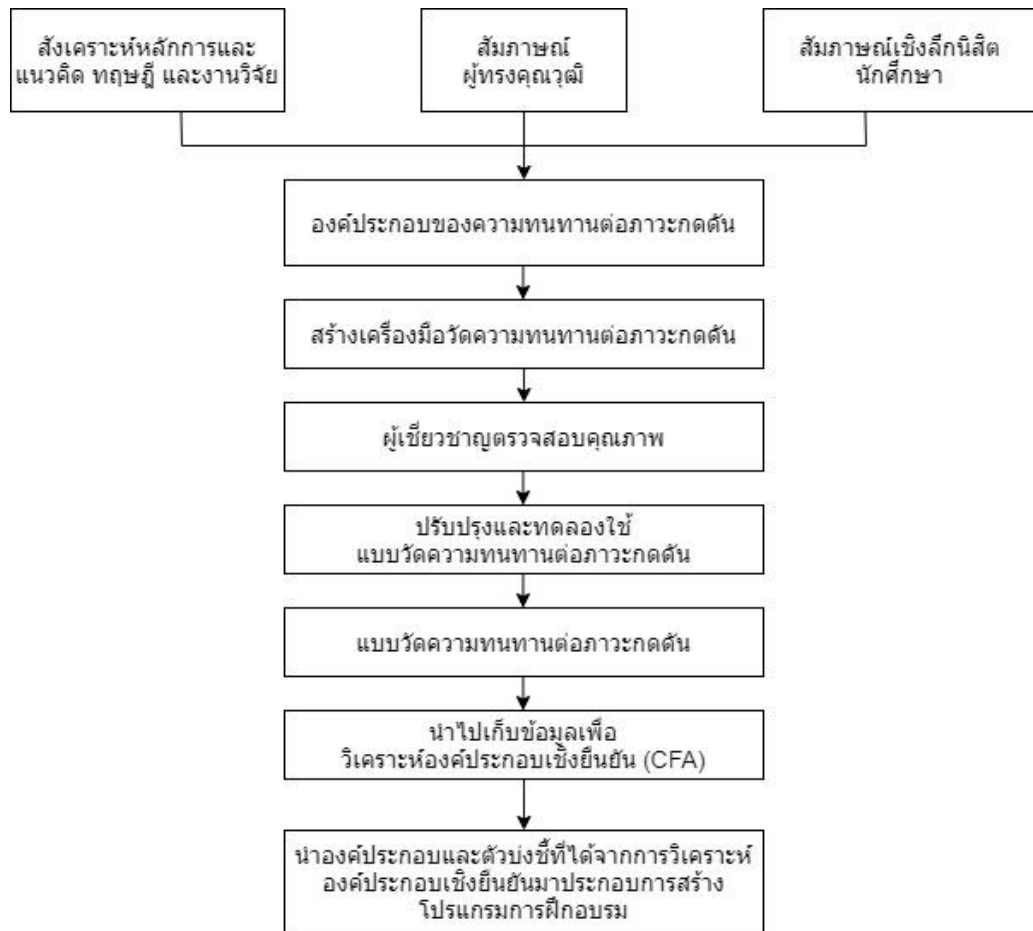 สังเคราะห์หลักการและ
แนวคิด ทฤษฎี และงานวิจัย
สัมภาษณ์
ผู้ทรงคุณวุฒิ
สัมภาษณ์เชิงลึกนิสิต
นักศึกษา
องค์ประกอบของความทนทานต่อภาวะกดดัน
สร้างเครื่องมือวัดความทนทานต่อภาวะกดดัน
ผู้เชี่ยวชาญตรวจสอบคุณภาพ
ปรับปรุงและทดลองใช้
แบบวัดความทนทานต่อภาวะกดดัน
แบบวัดความทนทานต่อภาวะกดดัน
นำไปเก็บข้อมูลเพื่อ
วิเคราะห์องค์ประกอบเชิงยืนยัน (CFA)
นำองค์ประกอบและตัวบ่งชี้ที่ได้จากการวิเคราะห์
องค์ประกอบเชิงยืนยันมาประกอบการสร้าง
โปรแกรมการฝึกอบรม